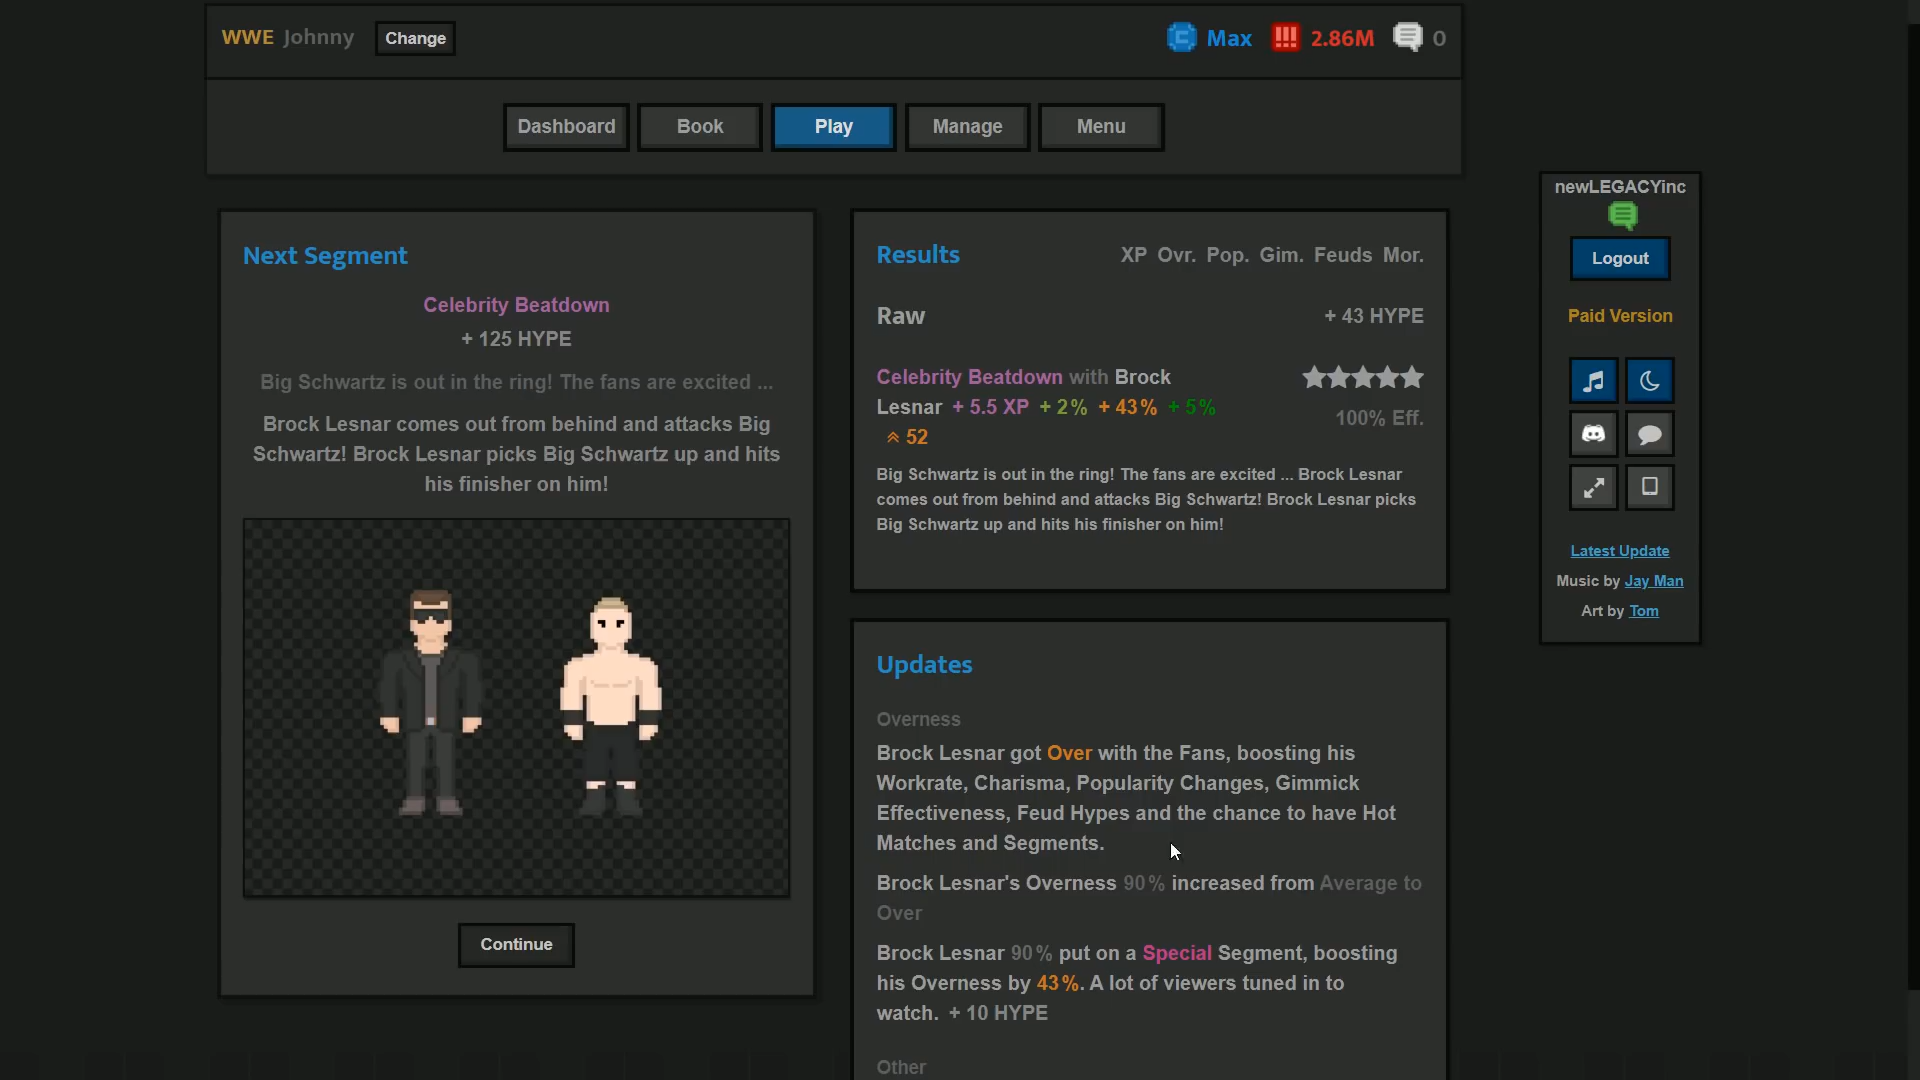 WWE Johnny Change Max 2.86M 0
Dashboard Book Play Manage Menu
Next Segment
Celebrity Beatdown
+ 125 HYPE
Big Schwartz is out in the ring! The fans are excited ...
Brock Lesnar comes out from behind and attacks Big
Schwartz! Brock Lesnar picks Big Schwartz up and hits
his finisher on him!
Continue
Results XP Ovr. Pop. Gim. Feuds Mor.
Raw + 43 HYPE
Celebrity Beatdown with Brock
Lesnar + 5.5 XP + 2% + 43% + 5%
52
100% Eff.
Big Schwartz is out in the ring! The fans are excited ... Brock Lesnar
comes out from behind and attacks Big Schwartz! Brock Lesnar picks
Big Schwartz up and hits his finisher on him!
Updates
Overness
Brock Lesnar got Over with the Fans, boosting his
Workrate, Charisma, Popularity Changes, Gimmick
Effectiveness, Feud Hypes and the chance to have Hot
Matches and Segments.
Brock Lesnar's Overness 90% increased from Average to
Over
Brock Lesnar 90% put on a Special Segment, boosting
his Overness by 43%. A lot of viewers tuned in to
watch. + 10 HYPE
Other
newLEGACYinc
Logout
Paid Version
Latest Update
Music by Jay Man
Art by Tom